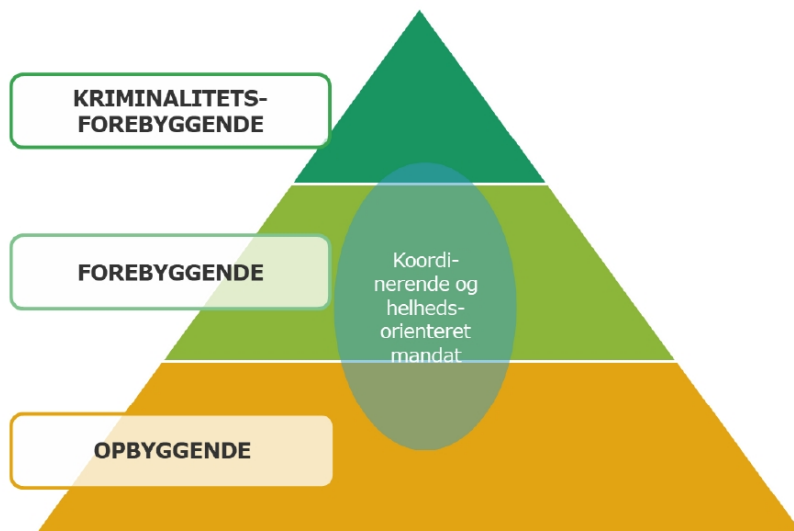 KRIMINALITETS-
FOREBYGGENDE
FOREBYGGENDE
Koordi-
nerende og
helheds-
orienteret
mandat
OPBYGGENDE